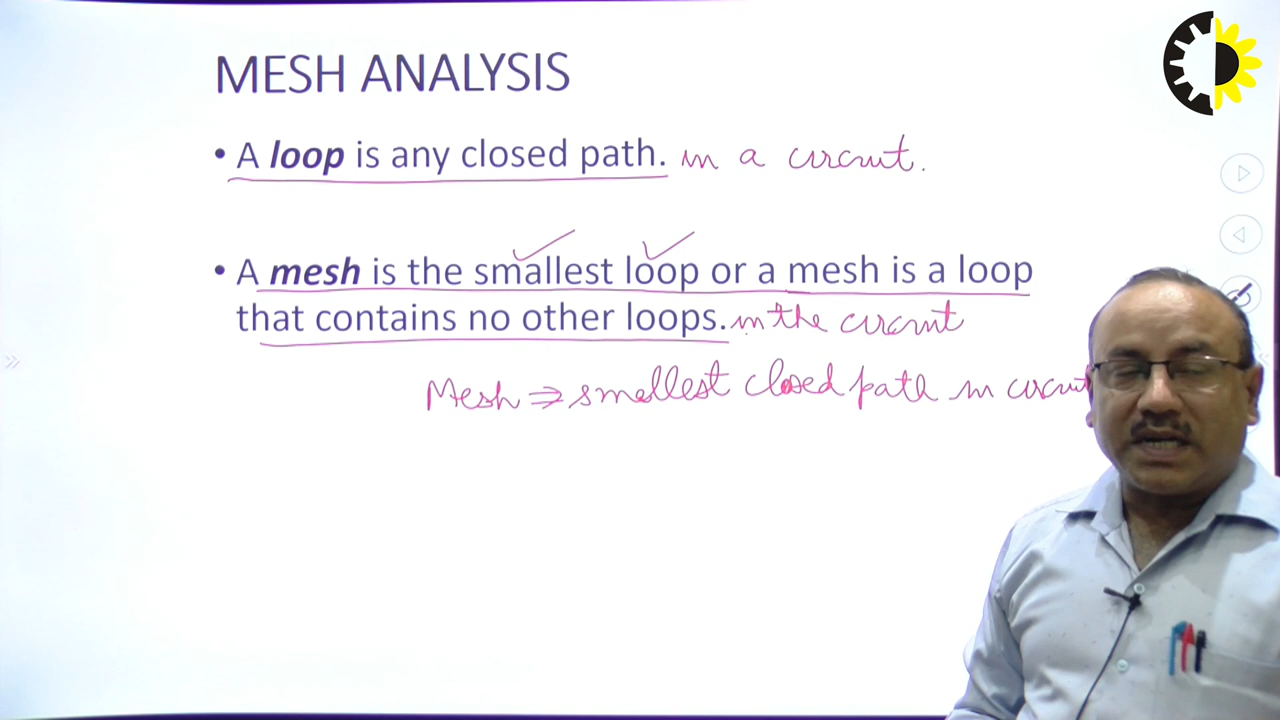 MESH ANALYSIS
• A loop is any closed path. in a circuit.
• A mesh is the smallest loop or a mesh is a loop
that contains no other loops. in the circuit
Mesh ⇒ smallest closed path in circuit